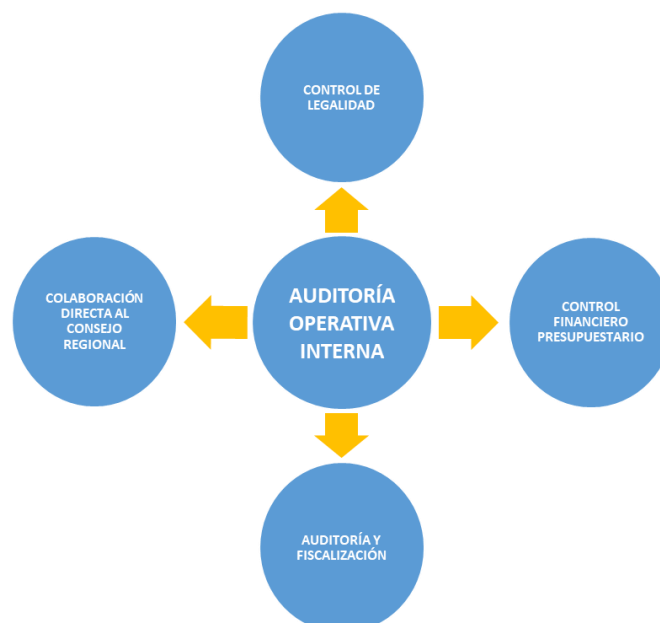 CONTROL DE
LEGALIDAD
COLABORACIÓN
DIRECTA AL
CONSEJO
REGIONAL
AUDITORÍA
OPERATIVA
INTERNA
CONTROL
FINANCIERO
PRESUPUESTARIO
AUDITORÍA Y
FISCALIZACIÓN